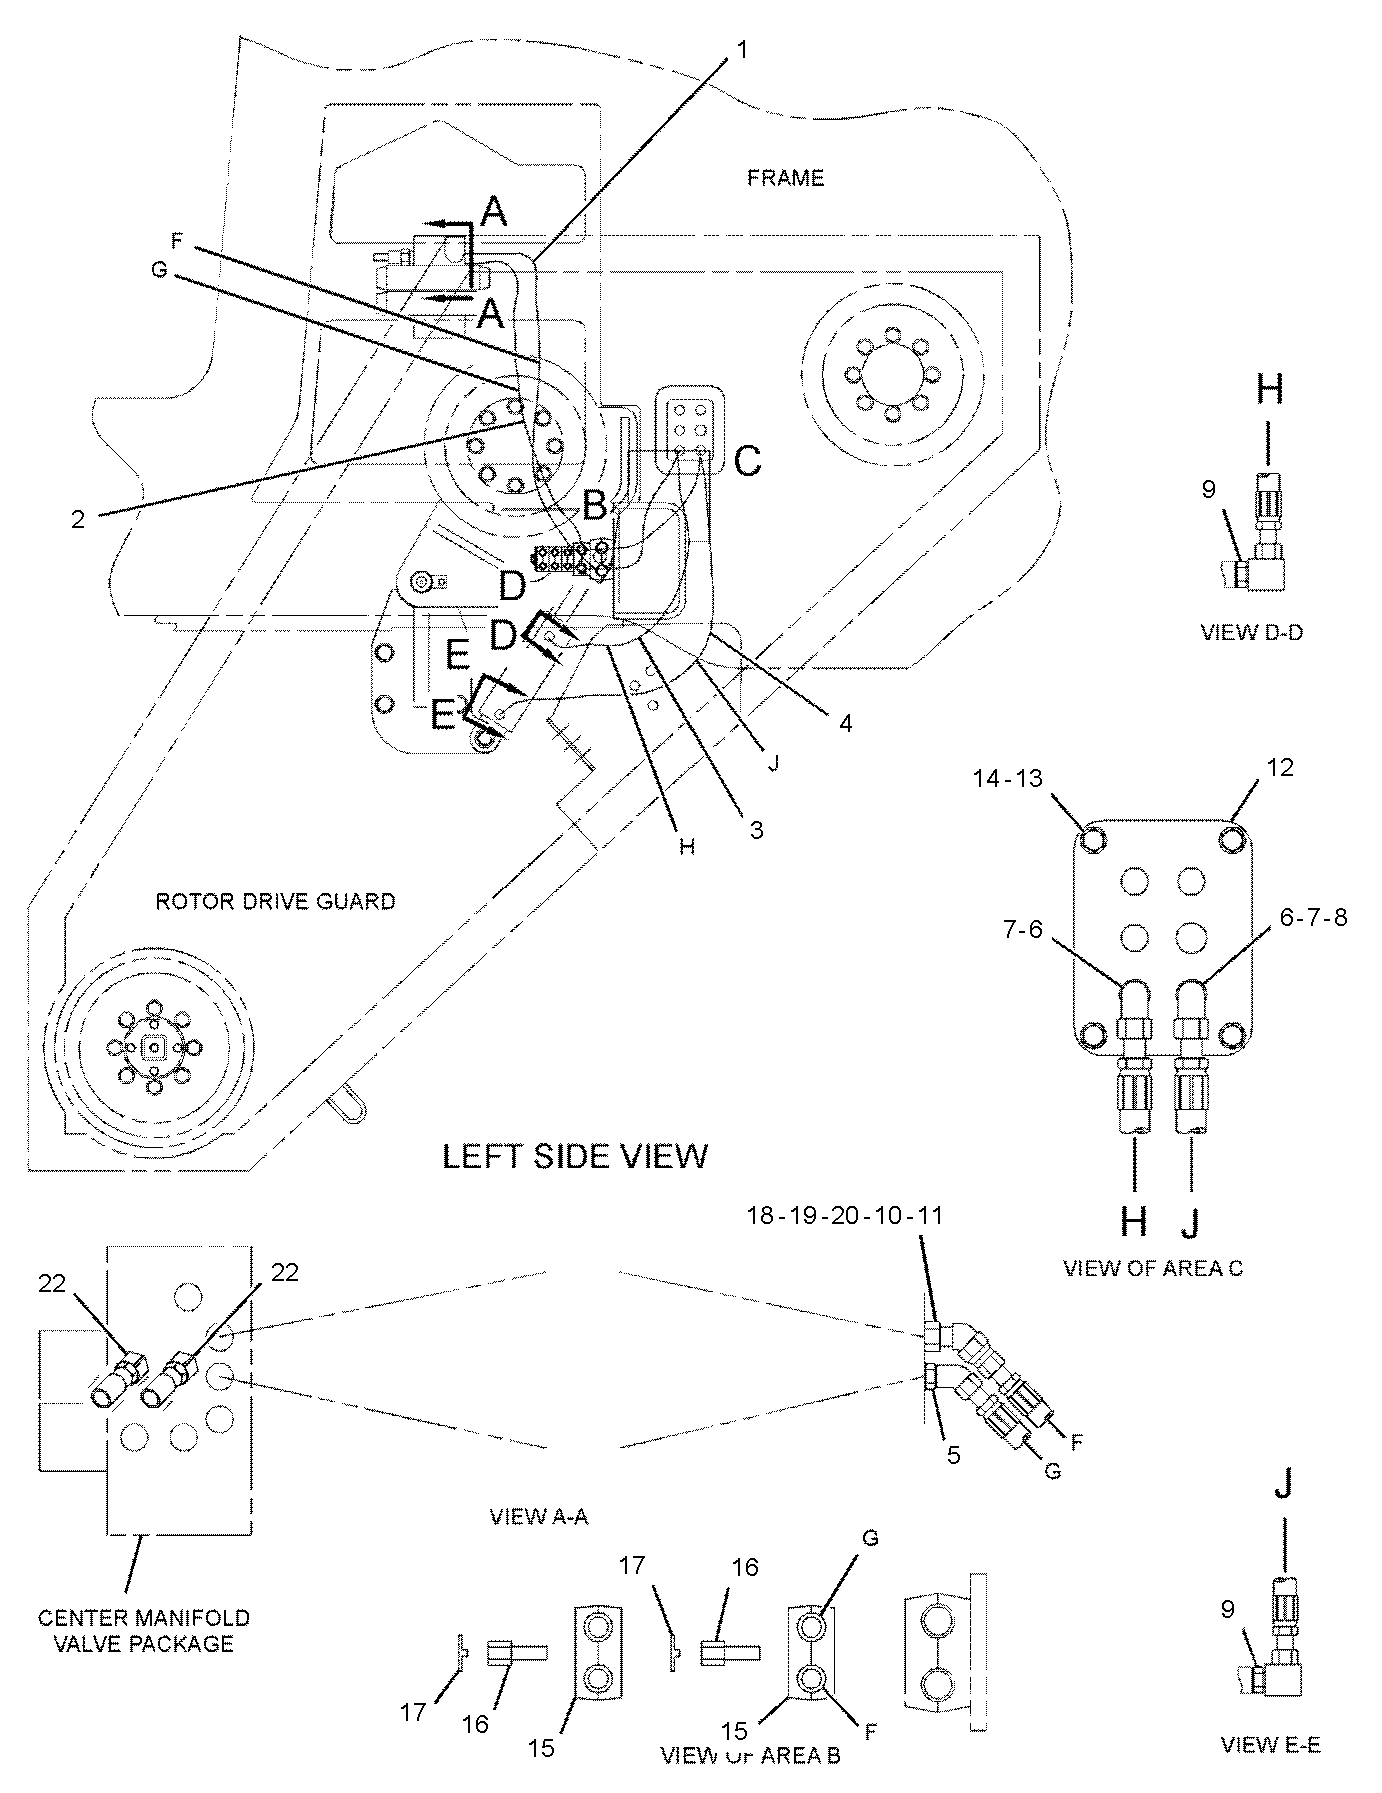 1
FRAME
A
F
G
A
H
C
9
B
2
D
VIEW D-D
D
E
E
4
J
3
H
14-13
12
ROTOR DRIVE GUARD
7-6
6-7-8
LEFT SIDE VIEW
H J
VIEW OF AREA C
18-19-20-10-11
22
22
F
5
G
J
VIEW A-A
G
17
16
9
CENTER MANIFOLD
VALVE PACKAGE
17
16
15
15
F
VIEW OF AREA B
VIEW E-E